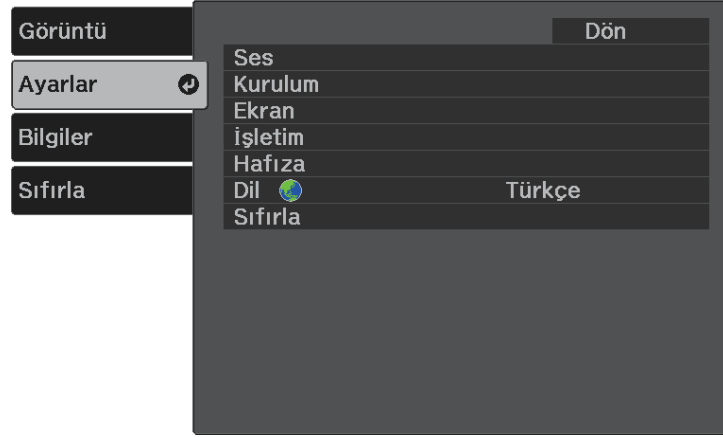 Görüntü
Ayarlar
Bilgiler
Sıfırla
Dön
Ses
Kurulum
Ekran
İşletim
Hafıza
Dil Türkçe
Sıfırla